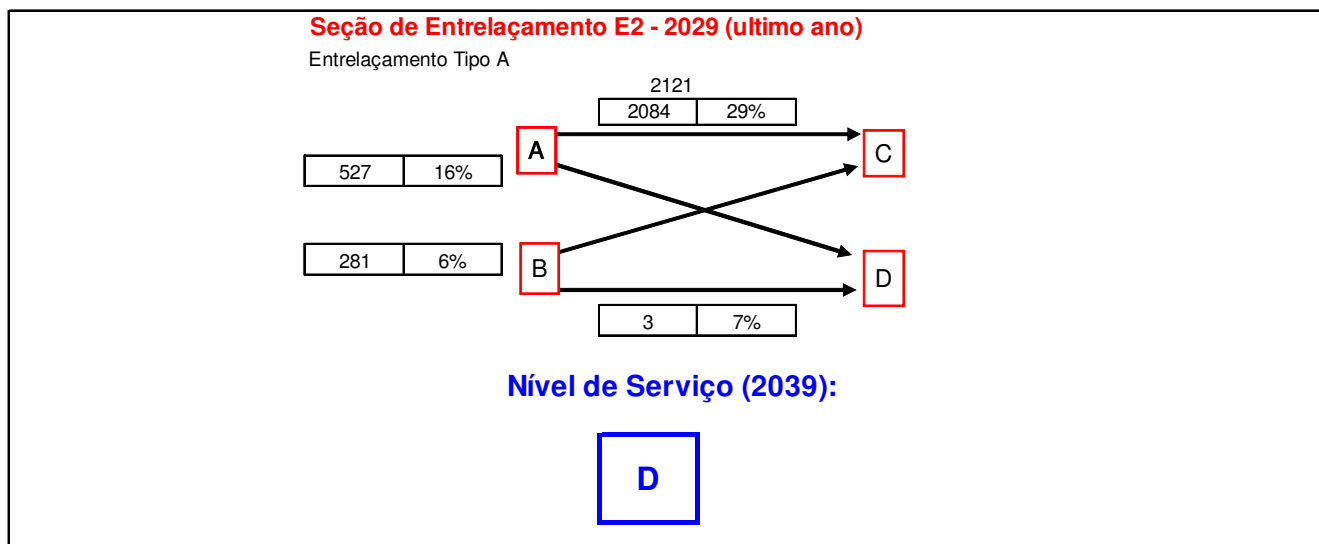 Seção de Entrelaçamento E2 - 2029 (ultimo ano)
Entrelaçamento Tipo A
2121
2084 29%
A
C
527 16%
281 6%
B
D
3 7%
Nível de Serviço (2039):
D